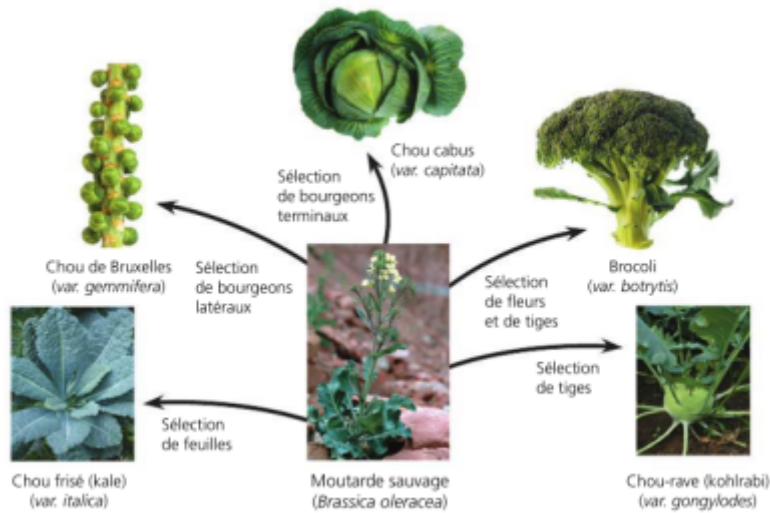 Chou cabus
(var. capitata)
Sélection
de bourgeons
terminaux
Chou de Bruxelles
(var. gemmifera)
Sélection
de bourgeons
latéraux
Sélection
de fleurs
et de tiges
Brocoli
(var. botrytis)
Sélection
de tiges
Sélection
de feuilles
Chou frisé (kale)
(var. italica)
Moutarde sauvage
(Brassica oleracea)
Chou-rave (kohlrabi)
(var. gongylodes)